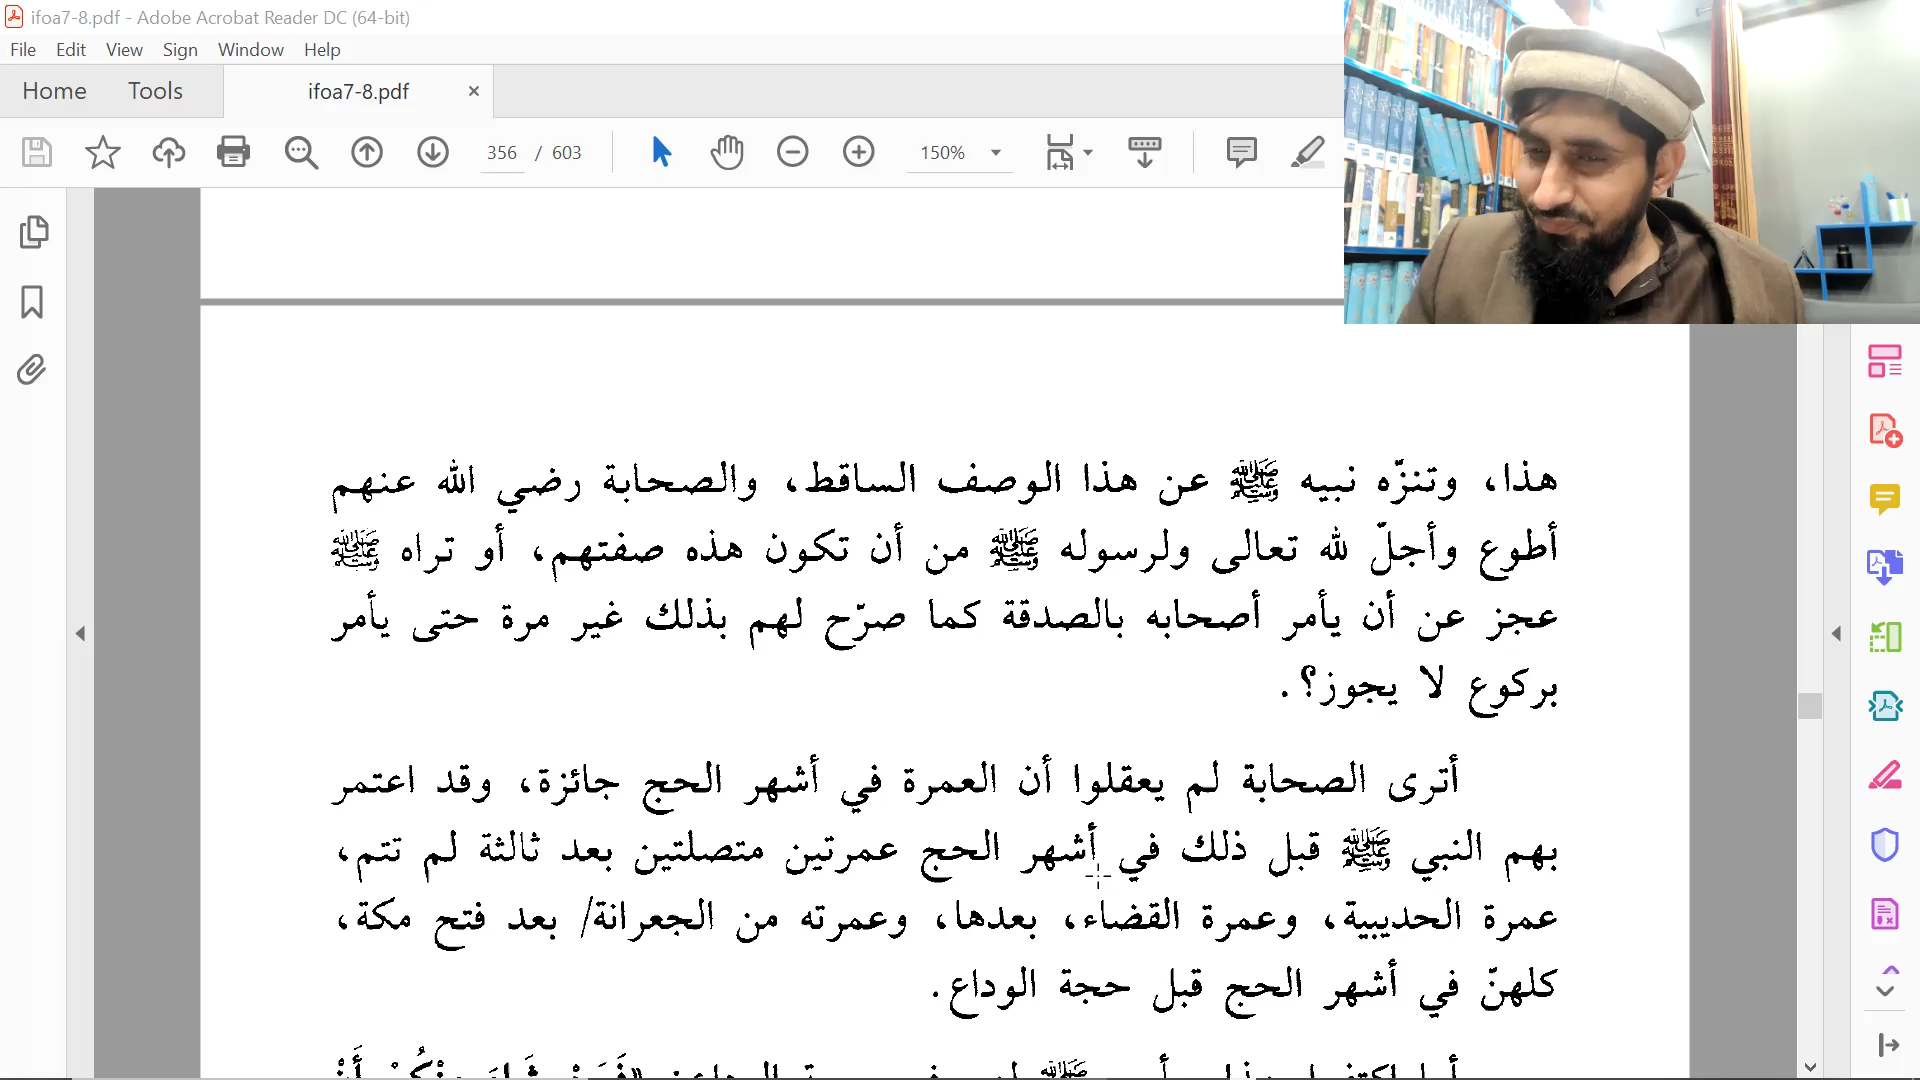 ifoa7-8.pdf - Adobe Acrobat Reader DC (64-bit)
File Edit View Sign Window Help
Home Tools ifoa7-8.pdf ×
356 / 603 150%
هذا، وتنزّه نبيه ﷺ عن هذا الوصف الساقط، والصحابة رضي الله عنهم
أطوع وأجلّ لله تعالى ولرسوله ﷺ من أن تكون هذه صفتهم، أو تراه ﷺ
عجز عن أن يأمر أصحابه بالصدقة كما صرّح لهم بذلك غير مرة حتى يأمر
بركوع لا يجوز؟.
أترى الصحابة لم يعقلوا أن العمرة في أشهر الحج جائزة، وقد اعتمر
بهم النبي ﷺ قبل ذلك في أشهر الحج عمرتين متصلتين بعد ثالثة لم تتم،
عمرة الحديبية، وعمرة القضاء، بعدها، وعمرته من الجعرانة/ بعد فتح مكة،
كلهنّ في أشهر الحج قبل حجة الوداع.